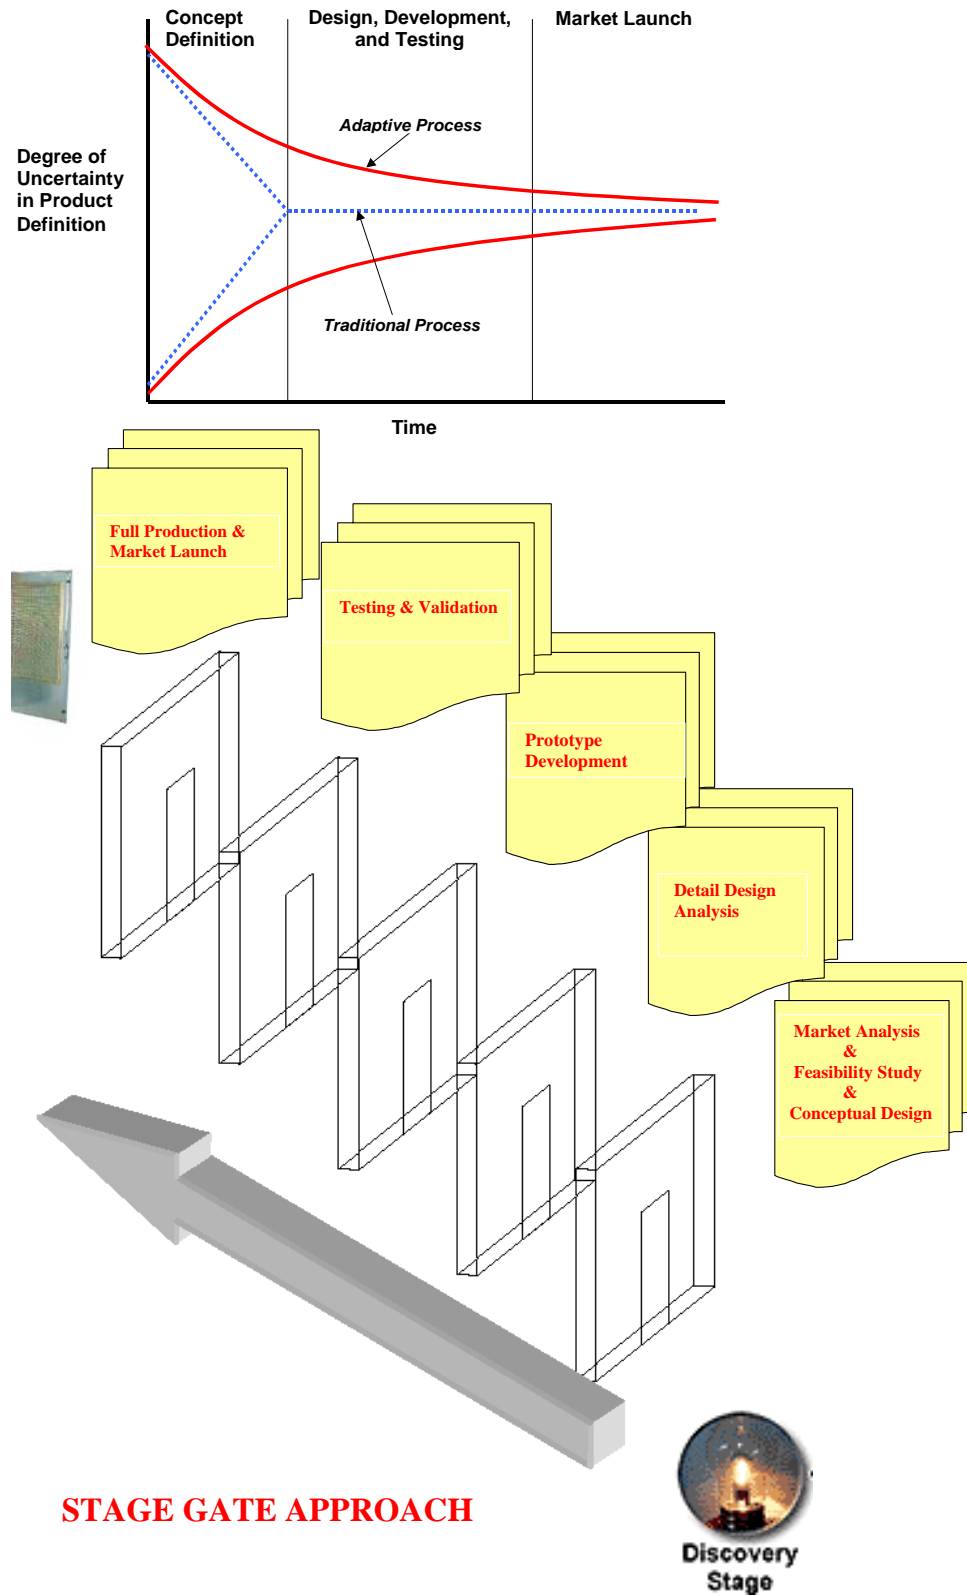 Concept
Definition
Design, Development,
and Testing
Market Launch
Adaptive Process
Degree of
Uncertainty
in Product
Definition
Traditional Process
Time
Full Production &
Market Launch
Testing & Validation
Prototype
Development
Detail Design
Analysis
Market Analysis
&
Feasibility Study
&
Conceptual Design
STAGE GATE APPROACH
Discovery
Stage